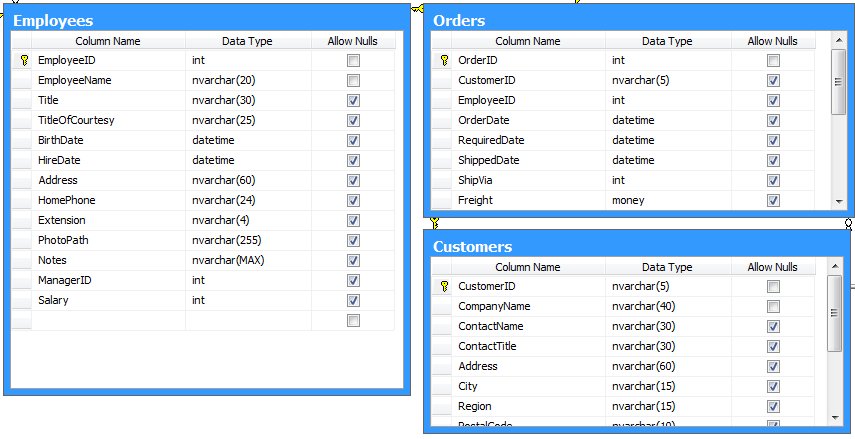 Employees
Column Name Data Type Allow Nulls
EmployeeID int
EmployeeName nvarchar(20)
Title nvarchar(30)
TitleOfCourtesy nvarchar(25)
BirthDate datetime
HireDate datetime
Address nvarchar(60)
HomePhone nvarchar(24)
Extension nvarchar(4)
PhotoPath nvarchar(255)
Notes nvarchar(MAX)
ManagerID int
Salary int
Orders
Column Name Data Type Allow Nulls
OrderID int
CustomerID nvarchar(5)
EmployeeID int
OrderDate datetime
RequiredDate datetime
ShippedDate datetime
ShipVia int
Freight money
Customers
Column Name Data Type Allow Nulls
CustomerID nvarchar(5)
CompanyName nvarchar(40)
ContactName nvarchar(30)
ContactTitle nvarchar(30)
Address nvarchar(60)
City nvarchar(15)
Region nvarchar(15)
PostalCode nvarchar(10)